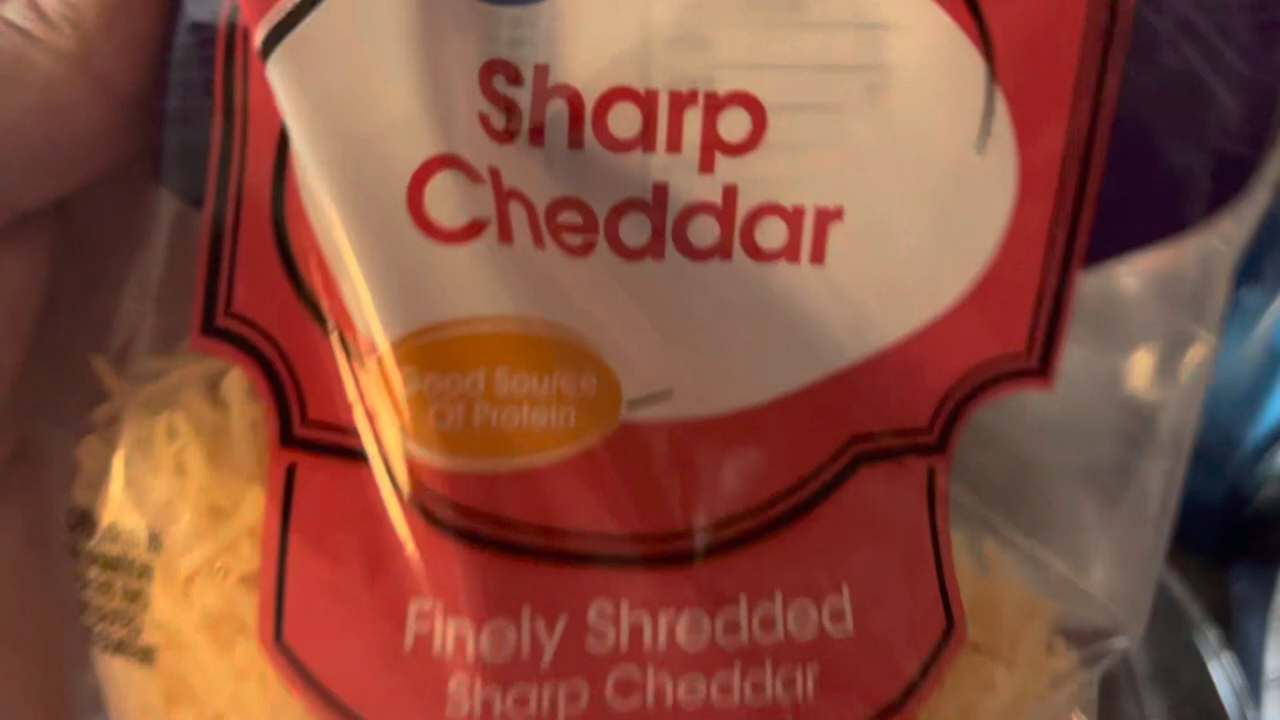 Sharp
Cheddar
Good Source
Of Protein
Finely Shredded
Sharp Cheddar